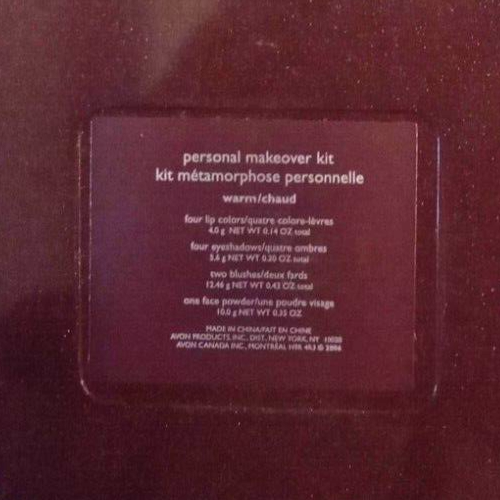 personal makeover kit
kit métamorphose personnelle
warm/chaud
four lip colors/quatre colore-lèvres
4.0 g NET WT 0.14 OZ total
four eyeshadows/quatre ombres
5.6 g NET WT 0.20 OZ total
two blushes/deux fards
12.46 g NET WT 0.43 OZ total
one face powder/une poudre visage
10.0 g NET WT 0.35 OZ
MADE IN CHINA/FAIT EN CHINE
AVON PRODUCTS, INC., DIST., NEW YORK, NY 10020
AVON CANADA INC., MONTRÉAL H9R 4R3 © 2006